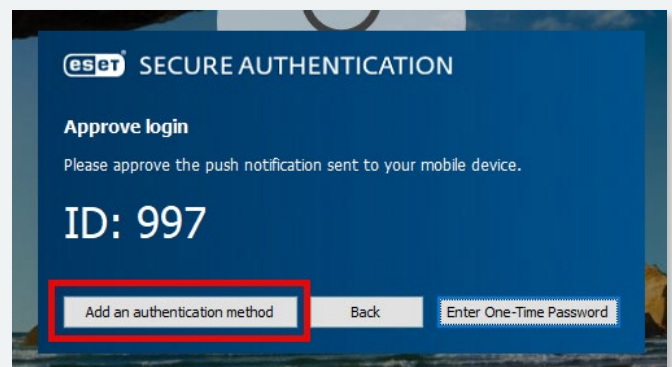 eset SECURE AUTHENTICATION
Approve login
Please approve the push notification sent to your mobile device.
ID: 997
Add an authentication method Back Enter One-Time Password